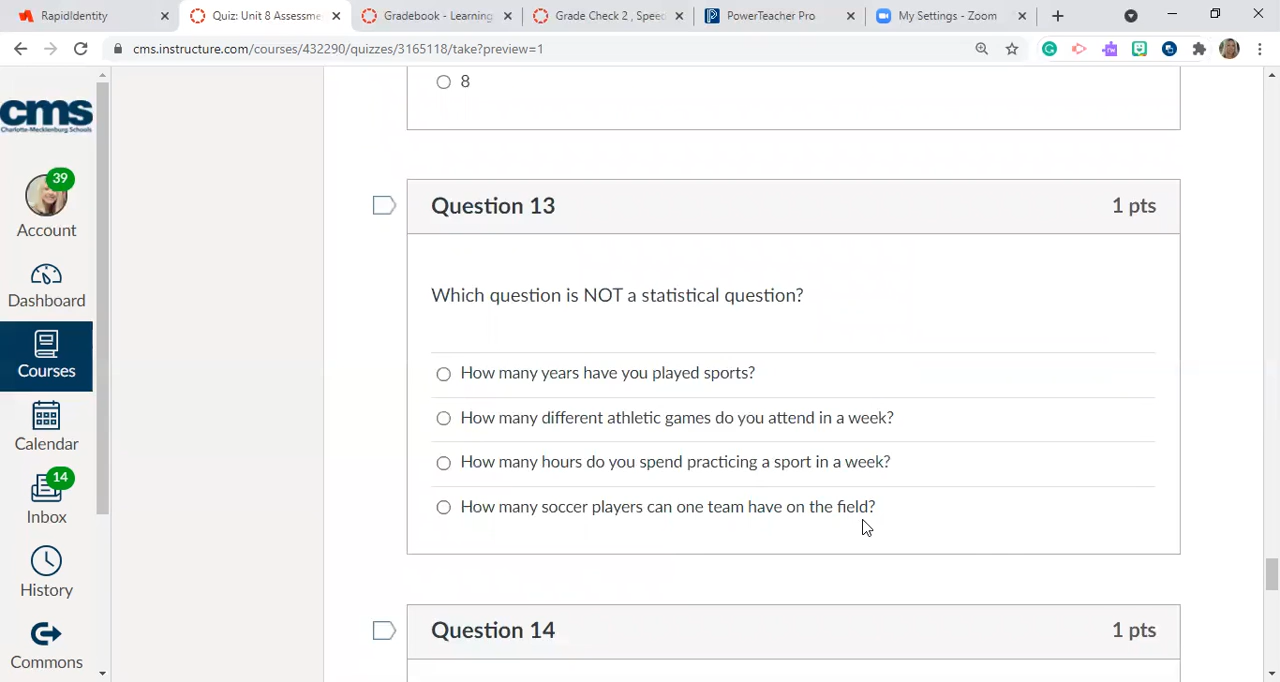 RapidIdentity
Quiz: Unit 8 Assessme
Gradebook - Learning
Grade Check 2 , Spee
PowerTeacher Pro
My Settings - Zoom
cms.instructure.com/courses/432290/quizzes/3165118/take?preview=1
cms
Charlotte-Mecklenburg Schools
39
Account
Dashboard
Courses
Calendar
14
Inbox
History
Commons
8
Question 13
1 pts
Which question is NOT a statistical question?
How many years have you played sports?
How many different athletic games do you attend in a week?
How many hours do you spend practicing a sport in a week?
How many soccer players can one team have on the field?
Question 14
1 pts